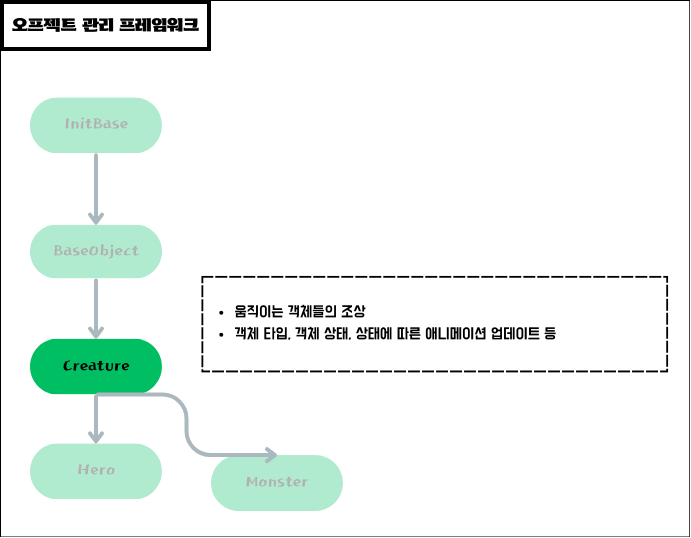 오프젝트 관리 프레임워크
InitBase
BaseObject
• 움직이는 객체들의 조상
• 객체 타입, 객체 상태, 상태에 따른 애니메이션 업데이트 등
Creature
Hero
Monster